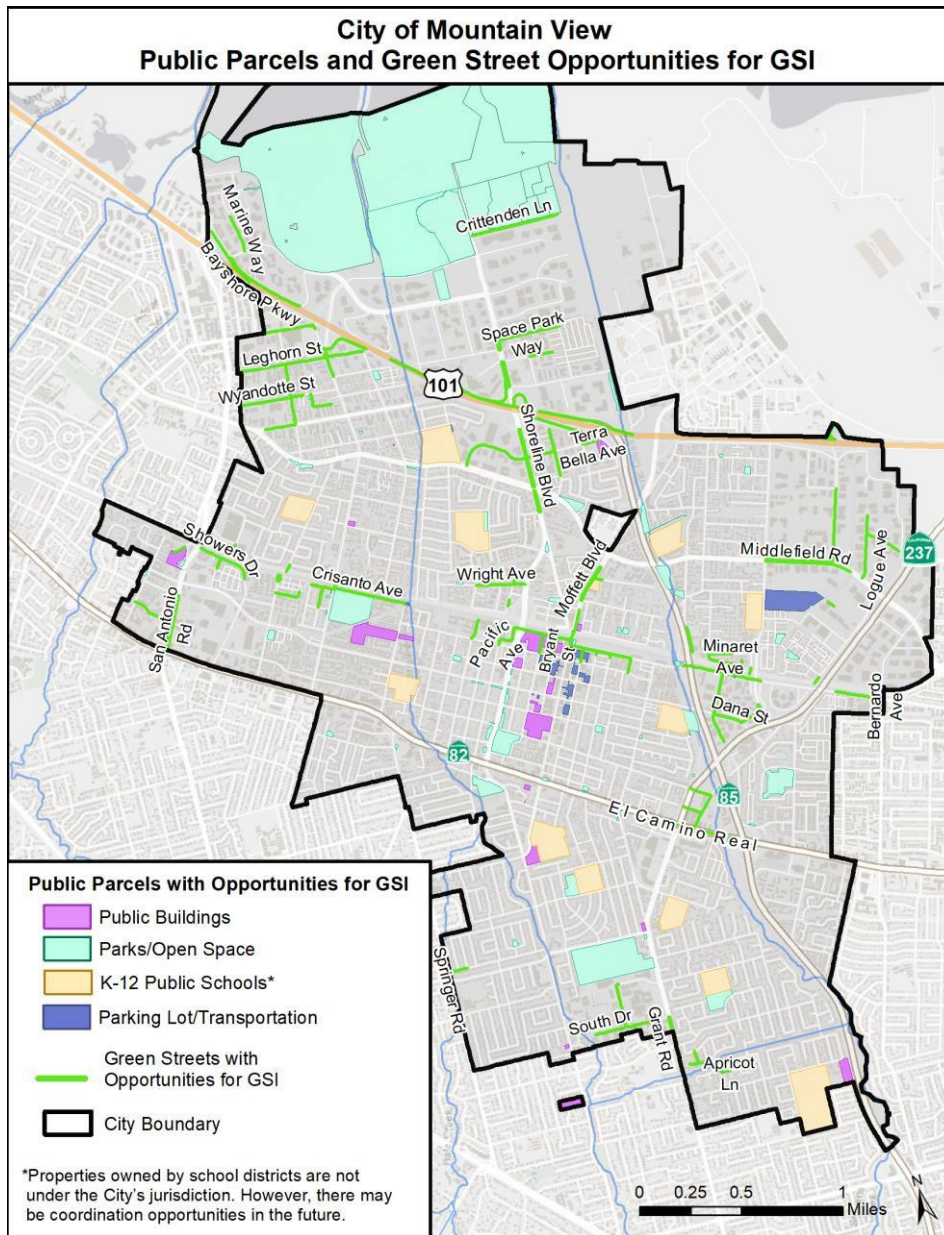 City of Mountain View
Public Parcels and Green Street Opportunities for GSI
Marine Way
Crittenden Ln
Bayshore Pkwy
Space Park
Way
Leghorn St
101
Wyandotte St
Shoreline Blvd
Terra
Bella Ave
Showers Dr
Middlefield Rd
Logue Ave
CALIFORNIA
237
Crisanto Ave
Wright Ave
Moffett Blvd
San Antonio
Rd
Pacific
Ave
Bryant
St
Minaret
Ave
Dana St
Bernardo
Ave
82
85
El Camino Real
Springer Rd
South Dr
Grant Rd
Apricot
Ln
Public Parcels with Opportunities for GSI
Public Buildings
Parks/Open Space
K-12 Public Schools*
Parking Lot/Transportation
Green Streets with
Opportunities for GSI
City Boundary
*Properties owned by school districts are not
under the City's jurisdiction. However, there may
be coordination opportunities in the future.
0 0.25 0.5 1
Miles
N